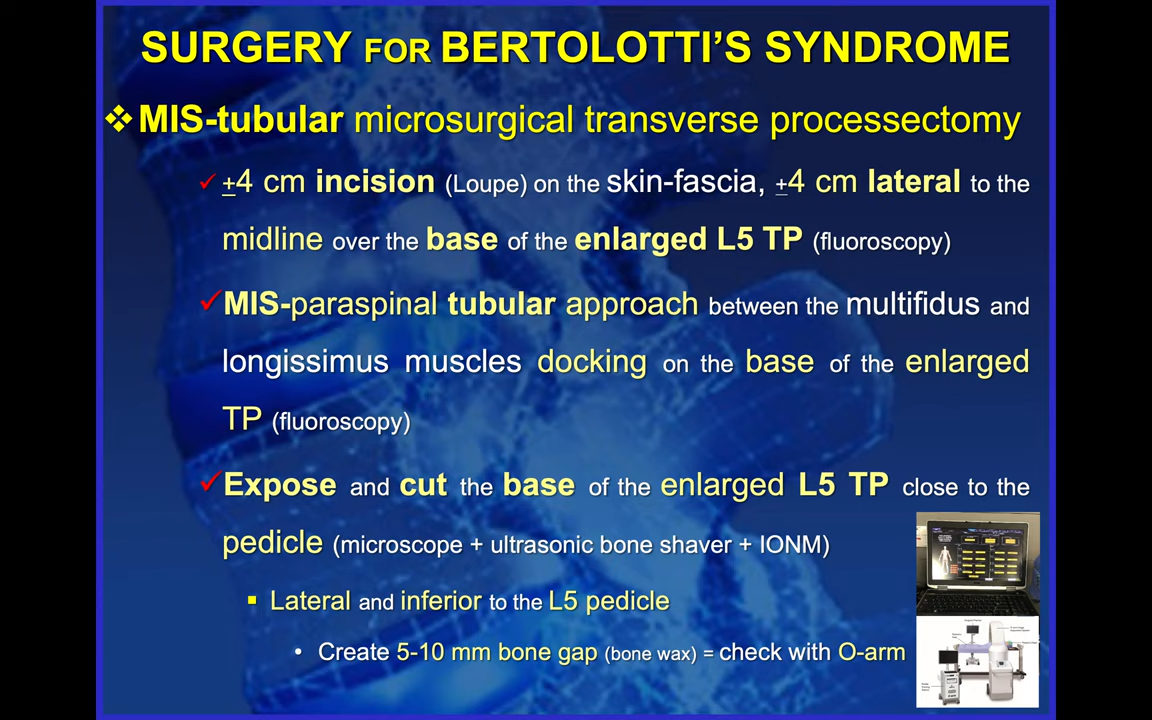 SURGERY FOR BERTOLOTTI'S SYNDROME
❖ MIS-tubular microsurgical transverse processectomy
✓ ±4 cm incision (Loupe) on the skin-fascia, ±4 cm lateral to the
midline over the base of the enlarged L5 TP (fluoroscopy)
✓ MIS-paraspinal tubular approach between the multifidus and
longissimus muscles docking on the base of the enlarged
TP (fluoroscopy)
✓ Expose and cut the base of the enlarged L5 TP close to the
pedicle (microscope + ultrasonic bone shaver + IONM)
▪ Lateral and inferior to the L5 pedicle
• Create 5-10 mm bone gap (bone wax) = check with O-arm